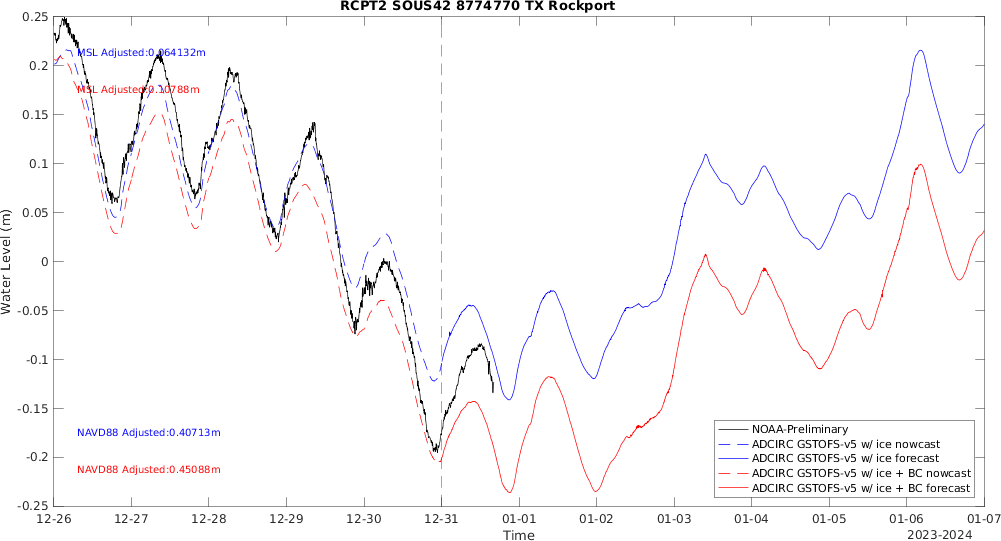 RCPT2 SOUS42 8774770 TX Rockport
0.25
0.2
0.15
0.1
0.05
0
-0.05
-0.1
-0.15
-0.2
-0.25
Water Level (m)
MSL Adjusted:0.064132m
MSL Adjusted:0.10788m
NAVD88 Adjusted:0.40713m
NAVD88 Adjusted:0.45088m
NOAA-Preliminary
ADCIRC GSTOFS-v5 w/ ice nowcast
ADCIRC GSTOFS-v5 w/ ice forecast
ADCIRC GSTOFS-v5 w/ ice + BC nowcast
ADCIRC GSTOFS-v5 w/ ice + BC forecast
12-26 12-27 12-28 12-29 12-30 12-31 01-01 01-02 01-03 01-04 01-05 01-06 01-07
Time
2023-2024